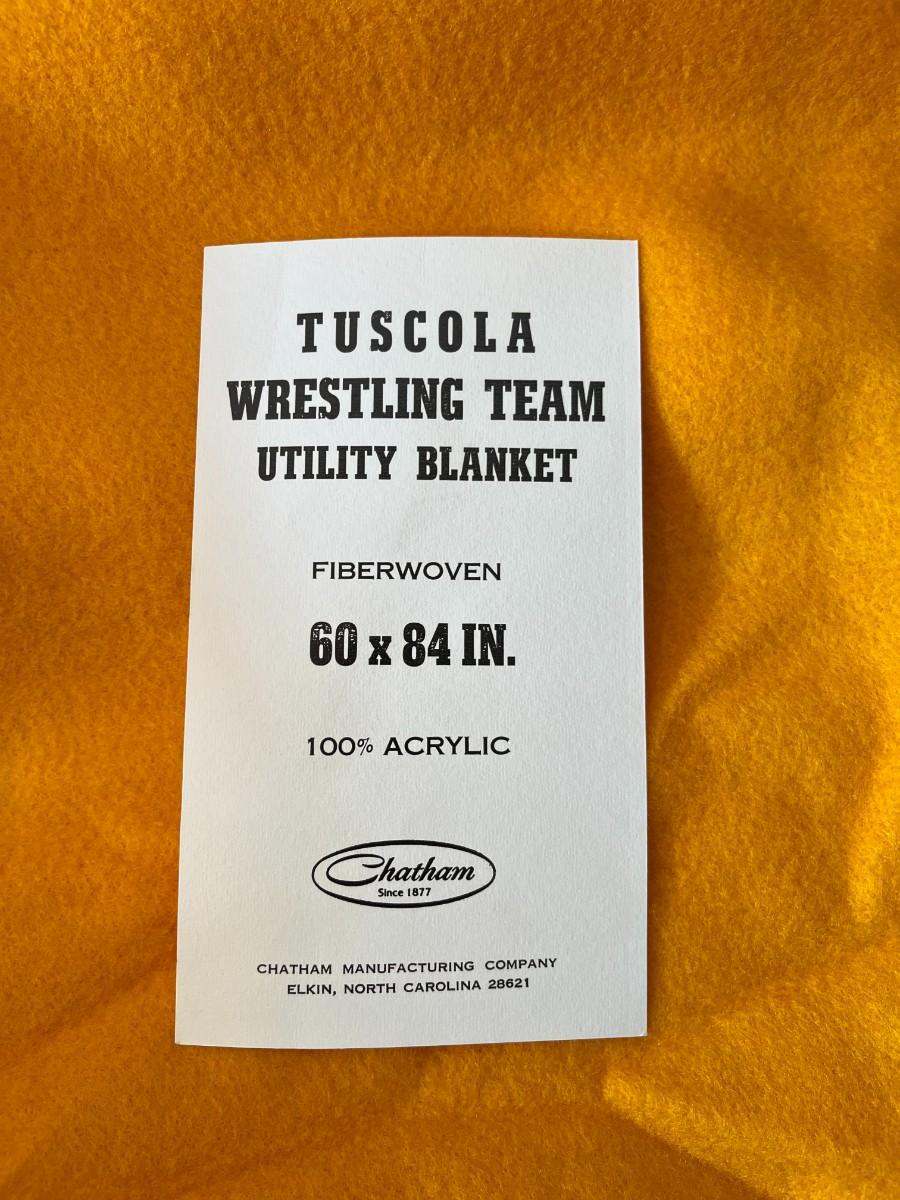 TUSCOLA
WRESTLING TEAM
UTILITY BLANKET
FIBERWOVEN
60 x 84 IN.
100% ACRYLIC
Chatham
Since 1877
CHATHAM MANUFACTURING COMPANY
ELKIN, NORTH CAROLINA 28621